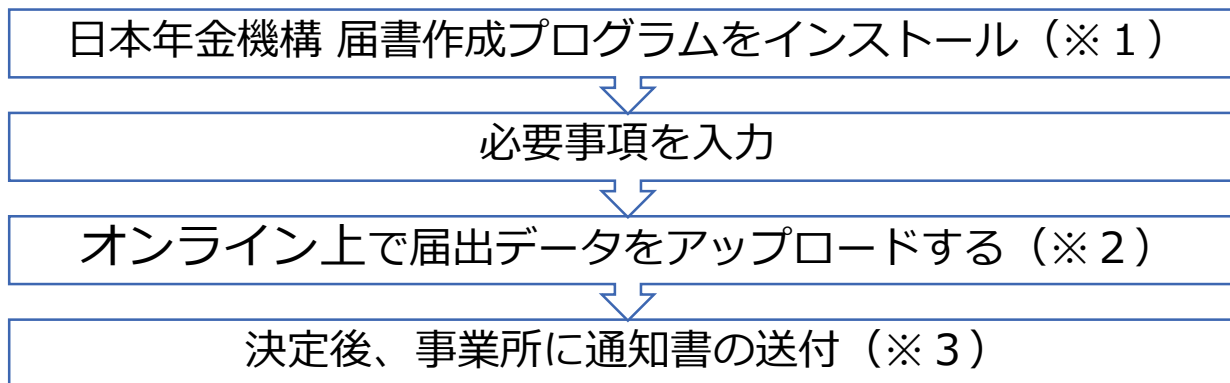 日本年金機構 届書作成プログラムをインストール（※１）
必要事項を入力
オンライン上で届出データをアップロードする（※２）
決定後、事業所に通知書の送付（※３）